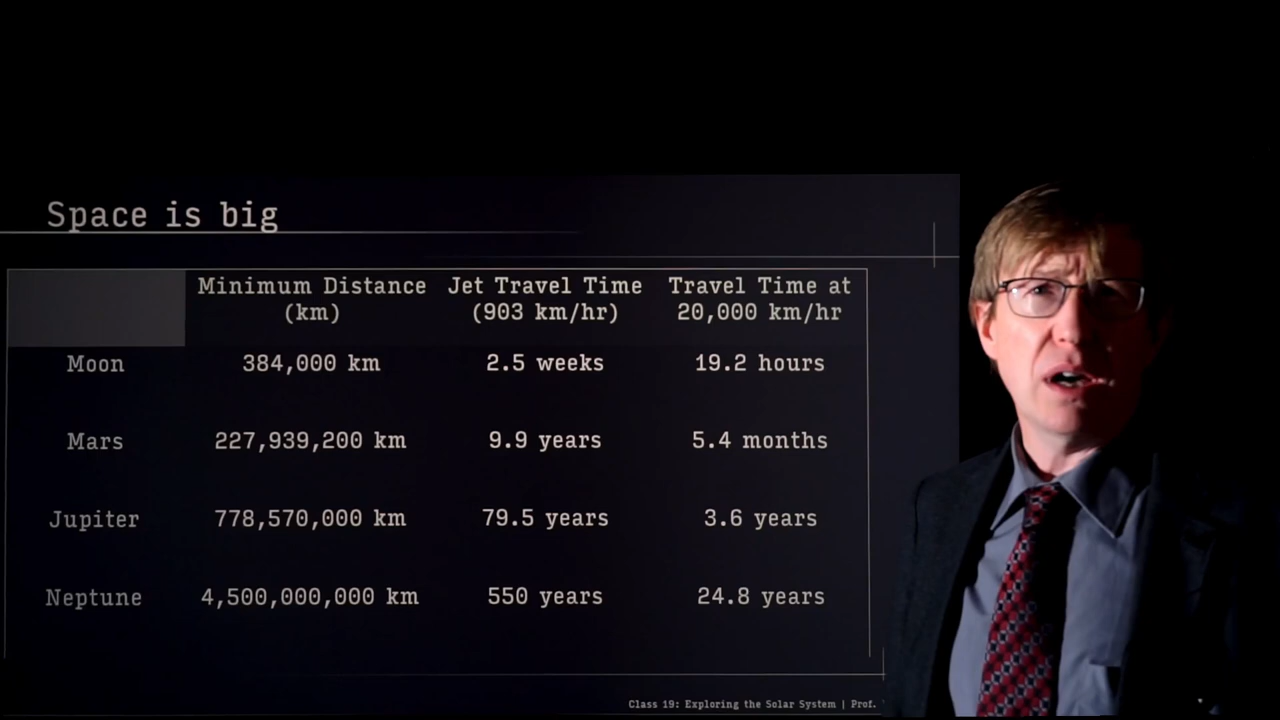 Space is big
Minimum Distance Jet Travel Time Travel Time at
(km) (903 km/hr) 20,000 km/hr
Moon 384,000 km 2.5 weeks 19.2 hours
Mars 227,939,200 km 9.9 years 5.4 months
Jupiter 778,570,000 km 79.5 years 3.6 years
Neptune 4,500,000,000 km 550 years 24.8 years
Class 19: Exploring the Solar System | Prof.